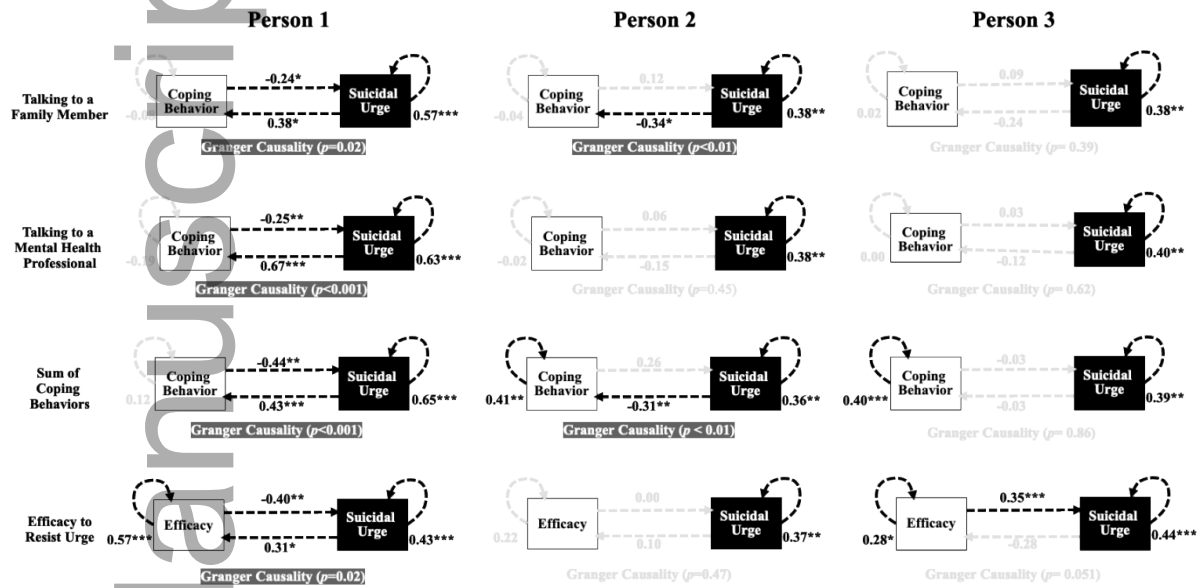 Person 1
Person 2
Person 3
Talking to a
Family Member
Coping
Behavior
-0.24*
0.38*
Suicidal
Urge
0.57***
Granger Causality (p=0.02)
-0.04
Coping
Behavior
0.12
-0.34*
Suicidal
Urge
0.38**
Granger Causality (p<0.01)
0.02
Coping
Behavior
0.09
-0.24
Suicidal
Urge
0.38**
Granger Causality (p= 0.39)
Talking to a
Mental Health
Professional
-0.19
Coping
Behavior
-0.25**
0.67***
Suicidal
Urge
0.63***
Granger Causality (p<0.001)
-0.02
Coping
Behavior
0.06
-0.15
Suicidal
Urge
0.38**
Granger Causality (p=0.45)
0.00
Coping
Behavior
0.03
-0.12
Suicidal
Urge
0.40**
Granger Causality (p= 0.62)
Sum of
Coping
Behaviors
0.12
Coping
Behavior
-0.44**
0.43***
Suicidal
Urge
0.65***
Granger Causality (p<0.001)
0.41**
Coping
Behavior
0.26
-0.31**
Suicidal
Urge
0.36**
Granger Causality (p < 0.01)
0.40***
Coping
Behavior
-0.03
-0.03
Suicidal
Urge
0.39**
Granger Causality (p= 0.86)
Efficacy to
Resist Urge
0.57***
Efficacy
-0.40**
0.31*
Suicidal
Urge
0.43***
Granger Causality (p=0.02)
0.22
Efficacy
0.00
0.10
Suicidal
Urge
0.37**
Granger Causality (p=0.47)
0.28*
Efficacy
0.35***
-0.28
Suicidal
Urge
0.44***
Granger Causality (p= 0.051)